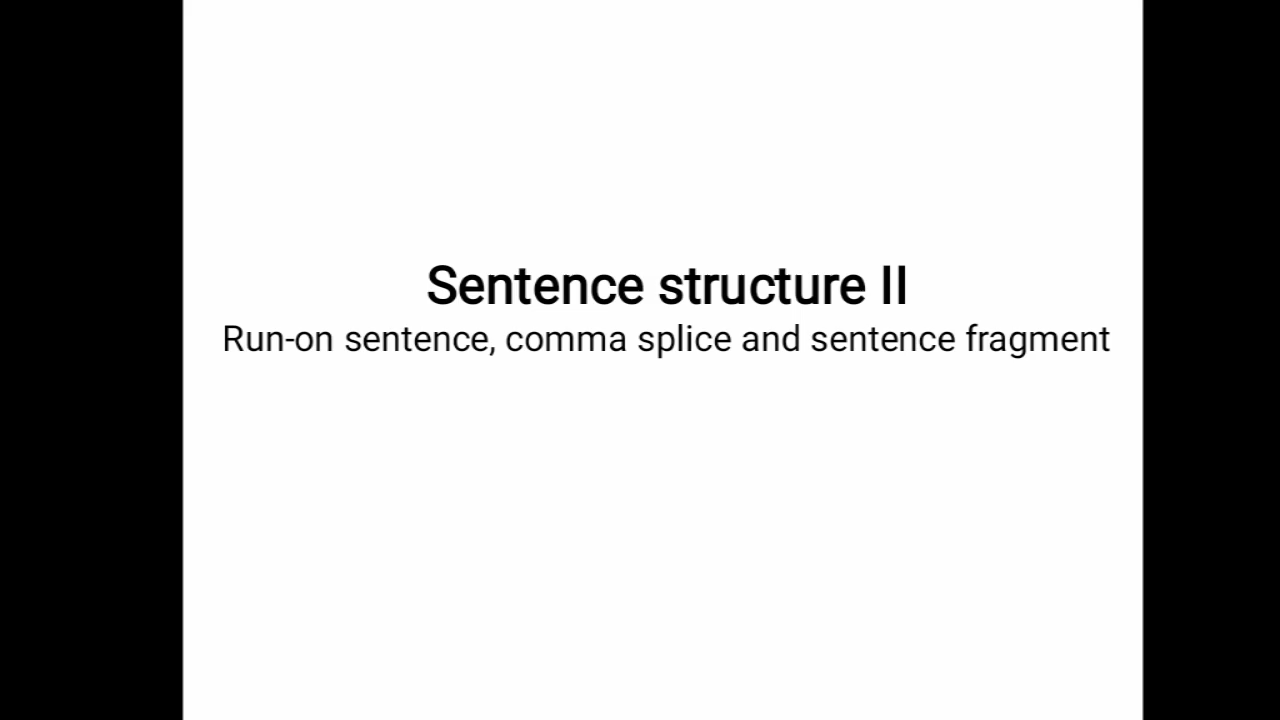 Sentence structure II
Run-on sentence, comma splice and sentence fragment